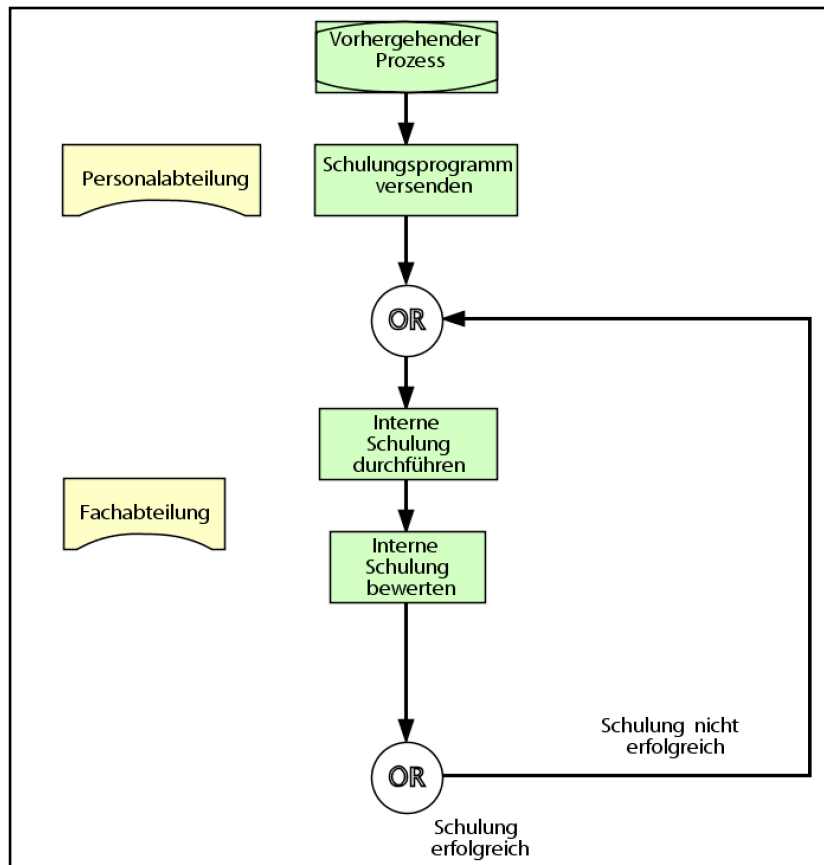 Vorhergehender
Prozess
Personalabteilung
Schulungsprogramm
versenden
OR
Interne
Schulung
durchführen
Fachabteilung
Interne
Schulung
bewerten
Schulung nicht
erfolgreich
OR
Schulung
erfolgreich